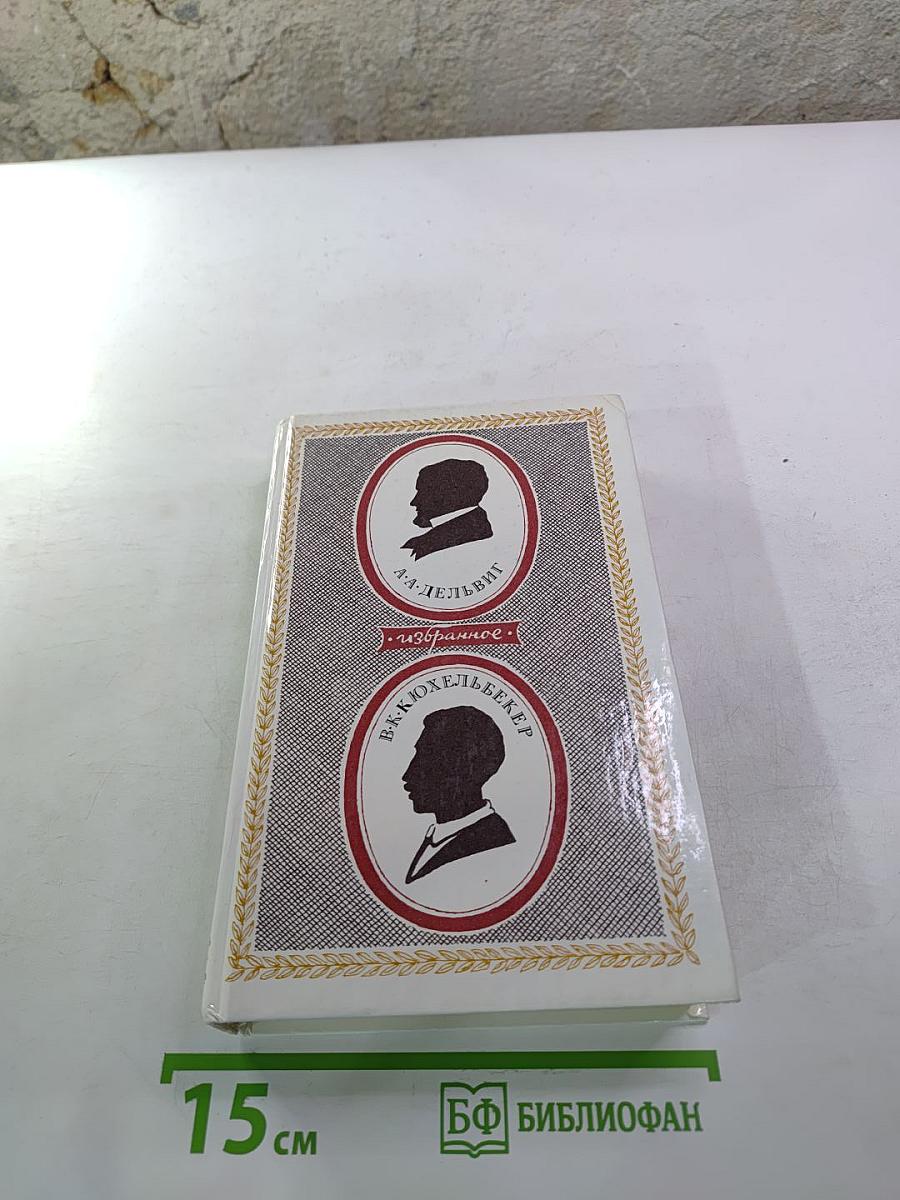 А·А·ДЕЛЬВИГ
·избранное·
В·К·КЮХЕЛЬБЕКЕР
15 см
БФ БИБЛИОФАН